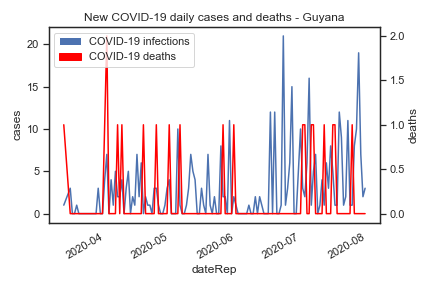 New COVID-19 daily cases and deaths - Guyana
COVID-19 infections
COVID-19 deaths
cases
20
15
10
5
0
deaths
2.0
1.5
1.0
0.5
0.0
2020-04
2020-05
2020-06
2020-07
2020-08
dateRep